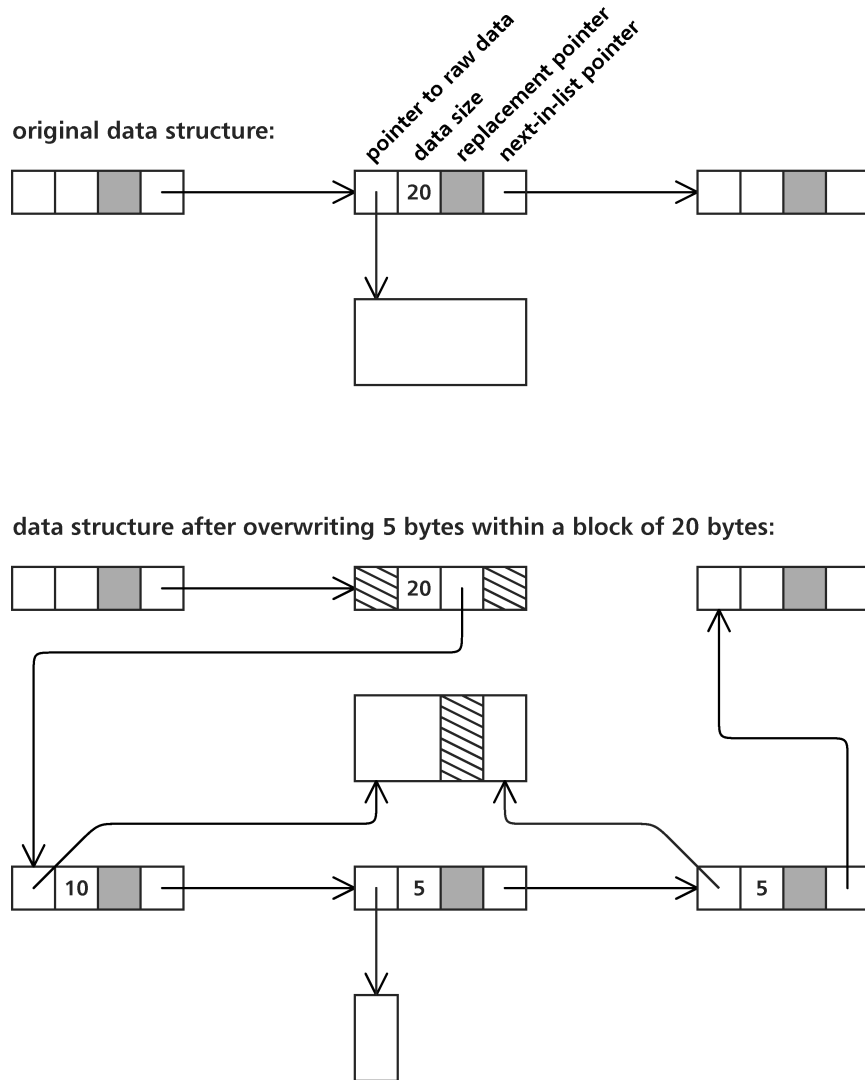 pointer to raw data
data size
replacement pointer
next-in-list pointer
original data structure:
20
data structure after overwriting 5 bytes within a block of 20 bytes:
20
10
5
5